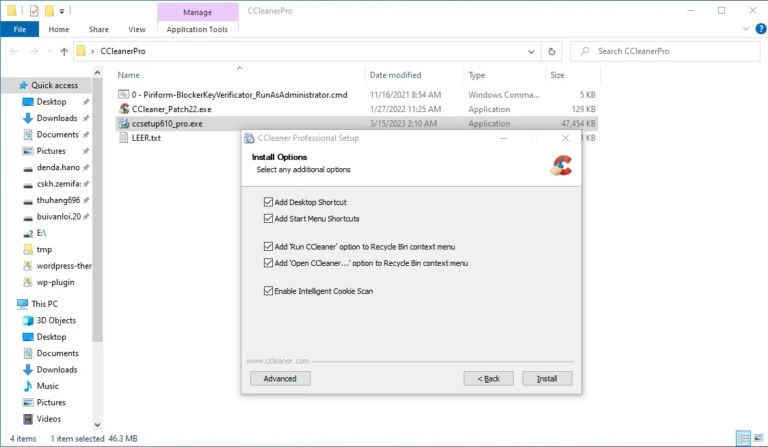 Manage
CCleanerPro
File
Home
Share
View
Application Tools
CCleanerPro
Search CCleanerPro
Quick access
Desktop
Downloads
Documents
Pictures
denda.hano
cskh.zemifas
thuhang696
buivanloi.20
E:\
tmp
wordpress-ther
wp-plugin
This PC
3D Objects
Desktop
Documents
Downloads
Music
Pictures
Videos
Name Date modified Type Size
0 - Piriform-BlockerKeyVerificator_RunAsAdministrator.cmd 11/16/2021 8:54 AM Windows Comma... 5 KB
CCleaner_Patch22.exe 1/27/2022 11:25 AM Application 129 KB
ccsetup610_pro.exe 3/15/2023 2:10 AM Application 47,454 KB
LEER.txt 1 KB
CCleaner Professional Setup
Install Options
Select any additional options
Add Desktop Shortcut
Add Start Menu Shortcuts
Add 'Run CCleaner' option to Recycle Bin context menu
Add 'Open CCleaner...' option to Recycle Bin context menu
Enable Intelligent Cookie Scan
www.ccleaner.com
Advanced
< Back
Install
4 items 1 item selected 46.3 MB